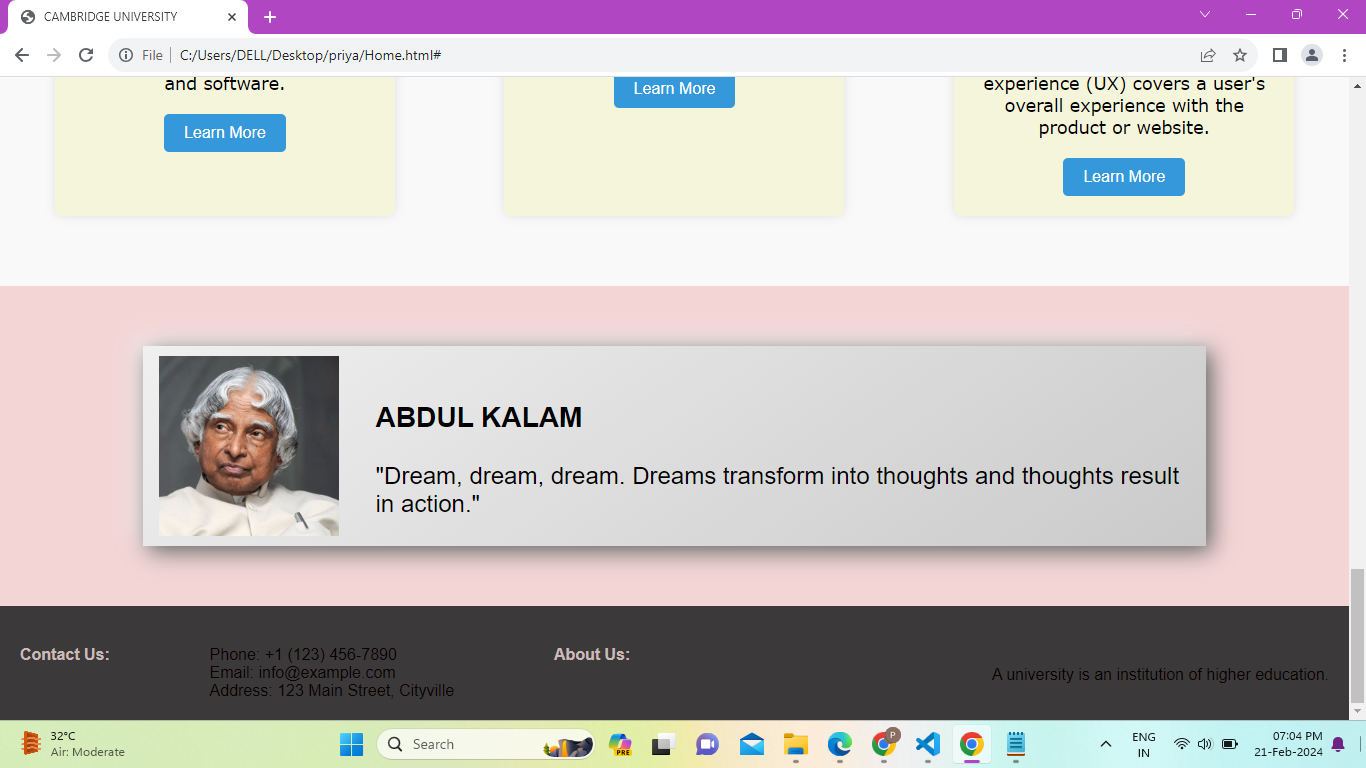 CAMBRIDGE UNIVERSITY
File
C:/Users/DELL/Desktop/priya/Home.html#
and software.
Learn More
Learn More
experience (UX) covers a user's
overall experience with the
product or website.
Learn More
ABDUL KALAM
"Dream, dream, dream. Dreams transform into thoughts and thoughts result
in action."
Contact Us:
Phone: +1 (123) 456-7890
Email: info@example.com
Address: 123 Main Street, Cityville
About Us:
A university is an institution of higher education.
32°C
Air: Moderate
Search
PRE
P
ENG
IN
07:04 PM
21-Feb-2024